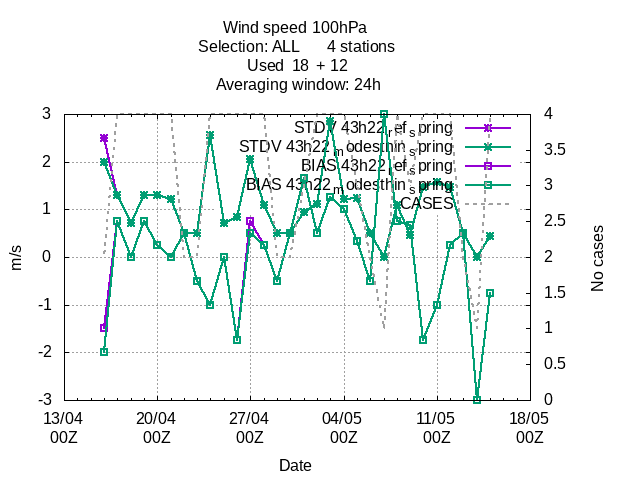 Wind speed 100hPa
Selection: ALL 4 stations
Used 18 + 12
Averaging window: 24h
STDV 43h22_ref_spring
STDV 43h22_modesthin_spring
BIAS 43h22_ref_spring
BIAS 43h22_modesthin_spring
CASES
3
2
1
0
-1
-2
-3
m/s
4
3.5
3
2.5
2
1.5
1
0.5
0
No cases
13/04 20/04 27/04 04/05 11/05 18/05
00Z 00Z 00Z 00Z 00Z 00Z
Date